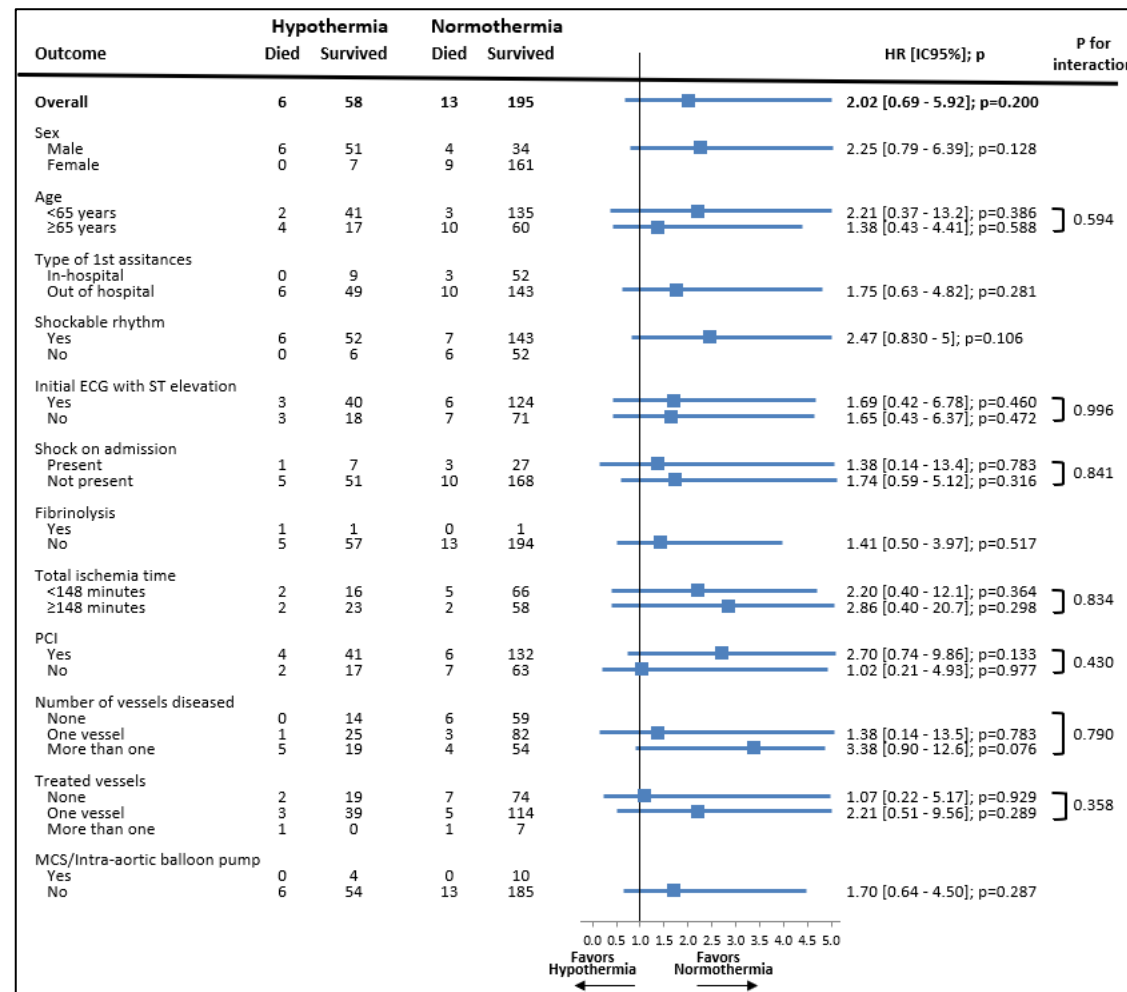 Hypothermia Normothermia
Outcome Died Survived Died Survived HR [IC95%]; p P for interaction
Overall 6 58 13 195 2.02 [0.69 - 5.92]; p=0.200
Sex
Male 6 51 4 34 2.25 [0.79 - 6.39]; p=0.128
Female 0 7 9 161
Age
<65 years 2 41 3 135 2.21 [0.37 - 13.2]; p=0.386
≥65 years 4 17 10 60 1.38 [0.43 - 4.41]; p=0.588
0.594
Type of 1st assitances
In-hospital 0 9 3 52
Out of hospital 6 49 10 143 1.75 [0.63 - 4.82]; p=0.281
Shockable rhythm
Yes 6 52 7 143 2.47 [0.830 - 5]; p=0.106
No 0 6 6 52
Initial ECG with ST elevation
Yes 3 40 6 124 1.69 [0.42 - 6.78]; p=0.460
No 3 18 7 71 1.65 [0.43 - 6.37]; p=0.472
0.996
Shock on admission
Present 1 7 3 27 1.38 [0.14 - 13.4]; p=0.783
Not present 5 51 10 168 1.74 [0.59 - 5.12]; p=0.316
0.841
Fibrinolysis
Yes 1 1 0 1
No 5 57 13 194 1.41 [0.50 - 3.97]; p=0.517
Total ischemia time
<148 minutes 2 16 5 66 2.20 [0.40 - 12.1]; p=0.364
≥148 minutes 2 23 2 58 2.86 [0.40 - 20.7]; p=0.298
0.834
PCI
Yes 4 41 6 132 2.70 [0.74 - 9.86]; p=0.133
No 2 17 7 63 1.02 [0.21 - 4.93]; p=0.977
0.430
Number of vessels diseased
None 0 14 6 59
One vessel 1 25 3 82 1.38 [0.14 - 13.5]; p=0.783
More than one 5 19 4 54 3.38 [0.90 - 12.6]; p=0.076
0.790
Treated vessels
None 2 19 7 74 1.07 [0.22 - 5.17]; p=0.929
One vessel 3 39 5 114 2.21 [0.51 - 9.56]; p=0.289
More than one 1 0 1 7
0.358
MCS/Intra-aortic balloon pump
Yes 0 4 0 10
No 6 54 13 185 1.70 [0.64 - 4.50]; p=0.287
0.0 0.5 1.0 1.5 2.0 2.5 3.0 3.5 4.0 4.5 5.0
Favors Favors
Hypothermia Normothermia